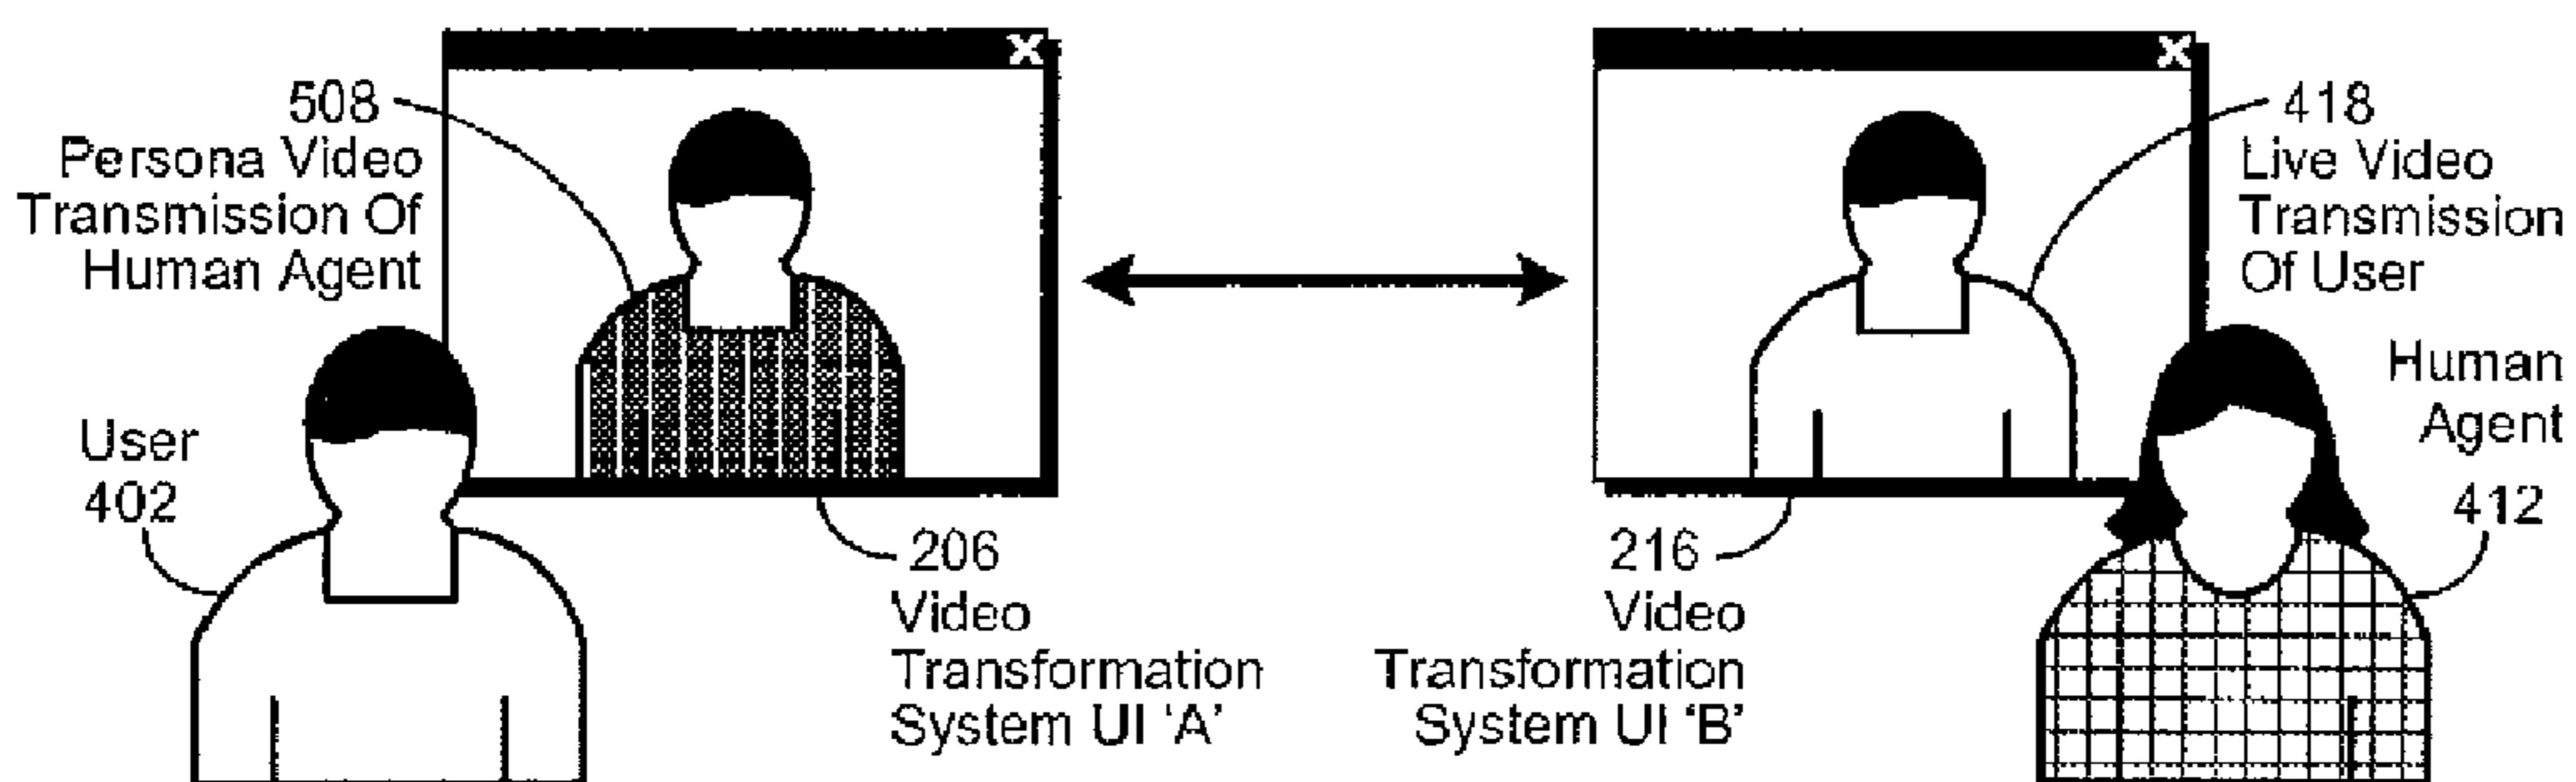 X
X
508
Persona Video
Transmission Of
Human Agent
418
Live Video
Transmission
Of User
User
402
Human
Agent
412
206
Video
Transformation
System UI ‘A’
216
Video
Transformation
System UI ‘B’